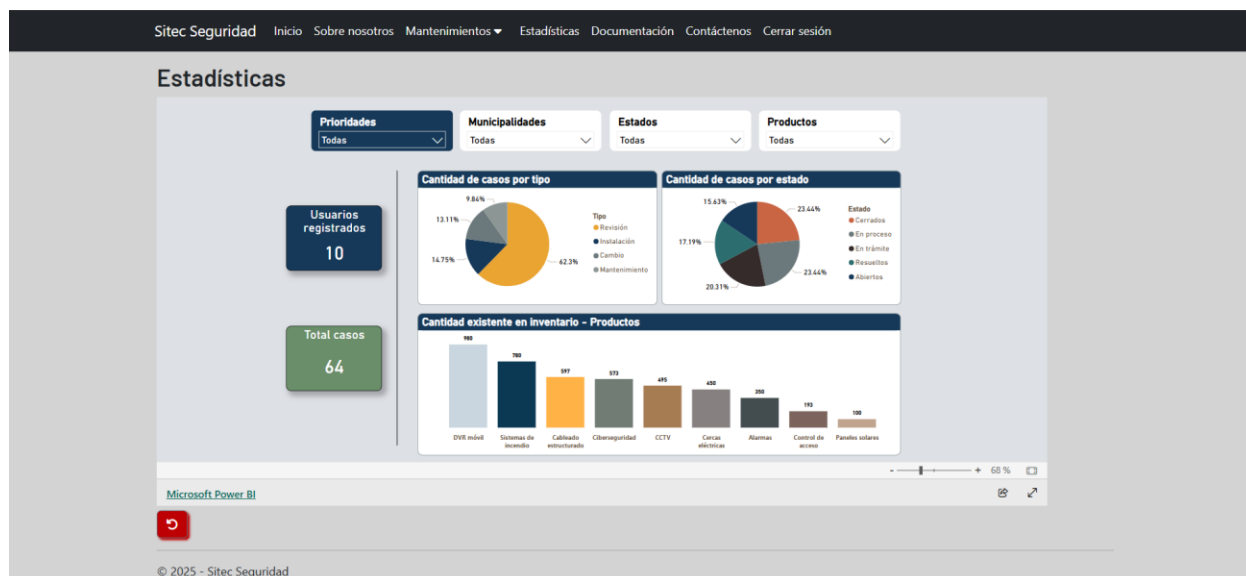 Sitec Seguridad Inicio Sobre nosotros Mantenimientos Estadísticas Documentación Contáctenos Cerrar sesión
Estadísticas
Prioridades
Todas
Municipalidades
Todas
Estados
Todas
Productos
Todas
Usuarios
registrados
10
Total casos
64
Cantidad de casos por tipo
9.84%
13.11%
14.75%
62.3%
Tipo
Revisión
Instalación
Cambio
Mantenimiento
Cantidad de casos por estado
15.63%
23.44%
17.19%
23.44%
20.31%
Estado
Cerrados
En proceso
En trámite
Resueltos
Abiertos
Cantidad existente en inventario - Productos
980
780
597
573
495
450
350
193
100
DVR móvil
Sistemas de
incendio
Cableado
estructurado
Ciberseguridad
CCTV
Cercas
eléctricas
Alarmas
Control de
acceso
Paneles solares
- + 68 %
Microsoft Power BI
© 2025 - Sitec Seguridad